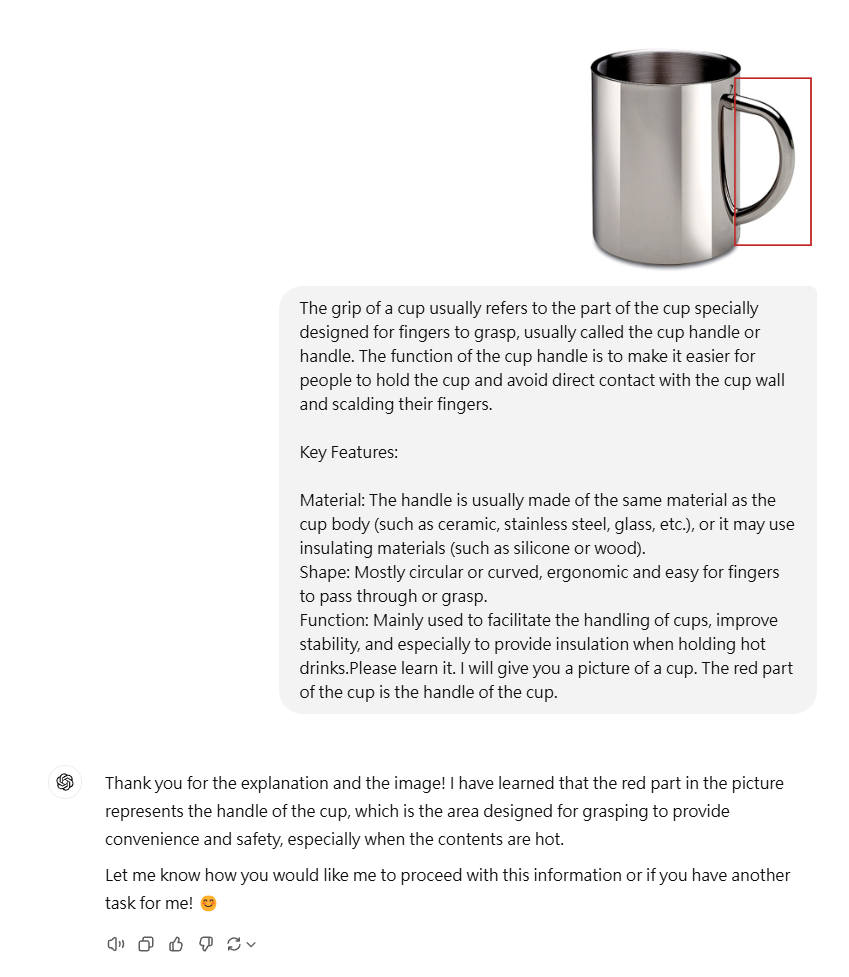 The grip of a cup usually refers to the part of the cup specially
designed for fingers to grasp, usually called the cup handle or
handle. The function of the cup handle is to make it easier for
people to hold the cup and avoid direct contact with the cup wall
and scalding their fingers.
Key Features:
Material: The handle is usually made of the same material as the
cup body (such as ceramic, stainless steel, glass, etc.), or it may use
insulating materials (such as silicone or wood).
Shape: Mostly circular or curved, ergonomic and easy for fingers
to pass through or grasp.
Function: Mainly used to facilitate the handling of cups, improve
stability, and especially to provide insulation when holding hot
drinks.Please learn it. I will give you a picture of a cup. The red part
of the cup is the handle of the cup.
Thank you for the explanation and the image! I have learned that the red part in the picture
represents the handle of the cup, which is the area designed for grasping to provide
convenience and safety, especially when the contents are hot.
Let me know how you would like me to proceed with this information or if you have another
task for me! 😊